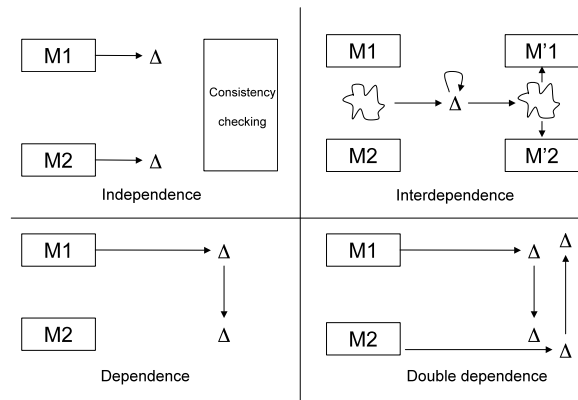 M1
Δ
Consistency
checking
M2
Δ
Independence
M1
M'1
Δ
M2
M'2
Interdependence
M1
Δ
M2
Δ
Dependence
M1
Δ
Δ
M2
Δ
Δ
Double dependence